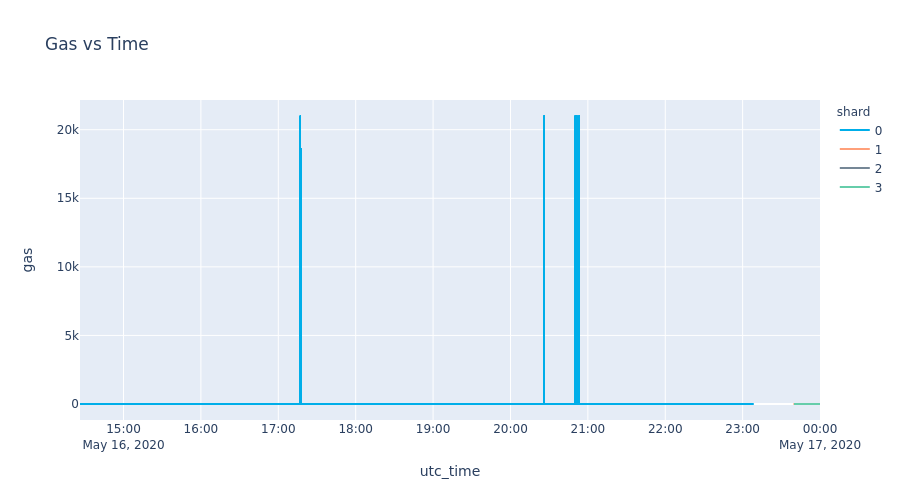 Gas vs Time
shard
0
1
2
3
20k
15k
10k
5k
0
gas
15:00 16:00 17:00 18:00 19:00 20:00 21:00 22:00 23:00 00:00
May 16, 2020 May 17, 2020
utc_time